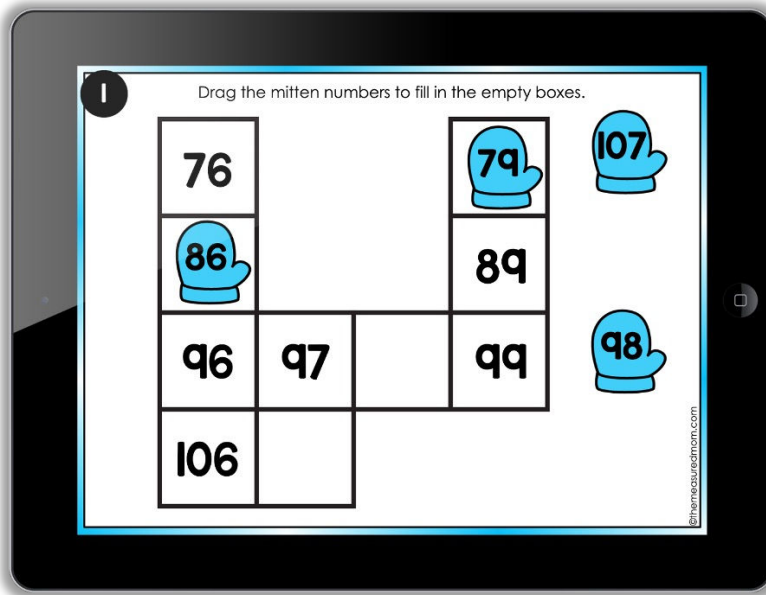 1
Drag the mitten numbers to fill in the empty boxes.
76 79 107
86 89
96 97 99 98
106
©themeasuredmom.com